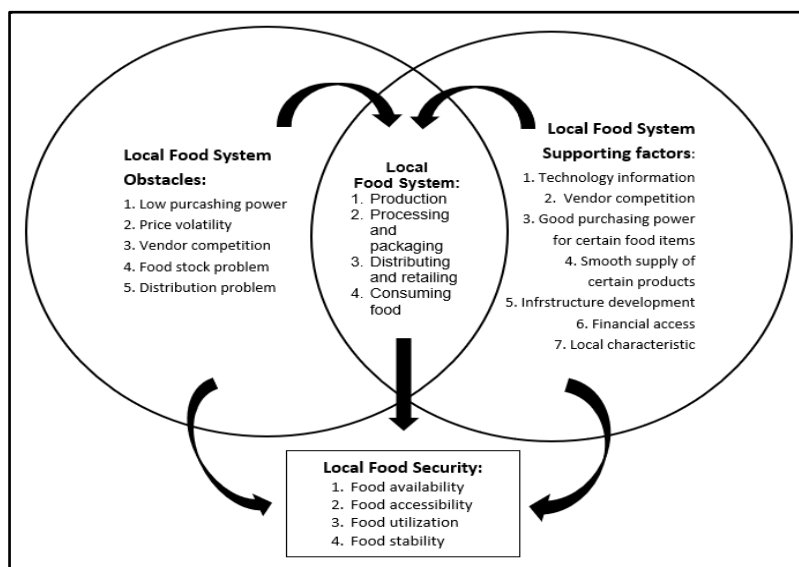 Local Food System
Obstacles:
1. Low purcashing power
2. Price volatility
3. Vendor competition
4. Food stock problem
5. Distribution problem
Local
Food System:
1. Production
2. Processing
and
packaging
3. Distributing
and retailing
4. Consuming
food
Local Food System
Supporting factors:
1. Technology information
2. Vendor competition
3. Good purchasing power
for certain food items
4. Smooth supply of
certain products
5. Infrstructure development
6. Financial access
7. Local characteristic
Local Food Security:
1. Food availability
2. Food accessibility
3. Food utilization
4. Food stability